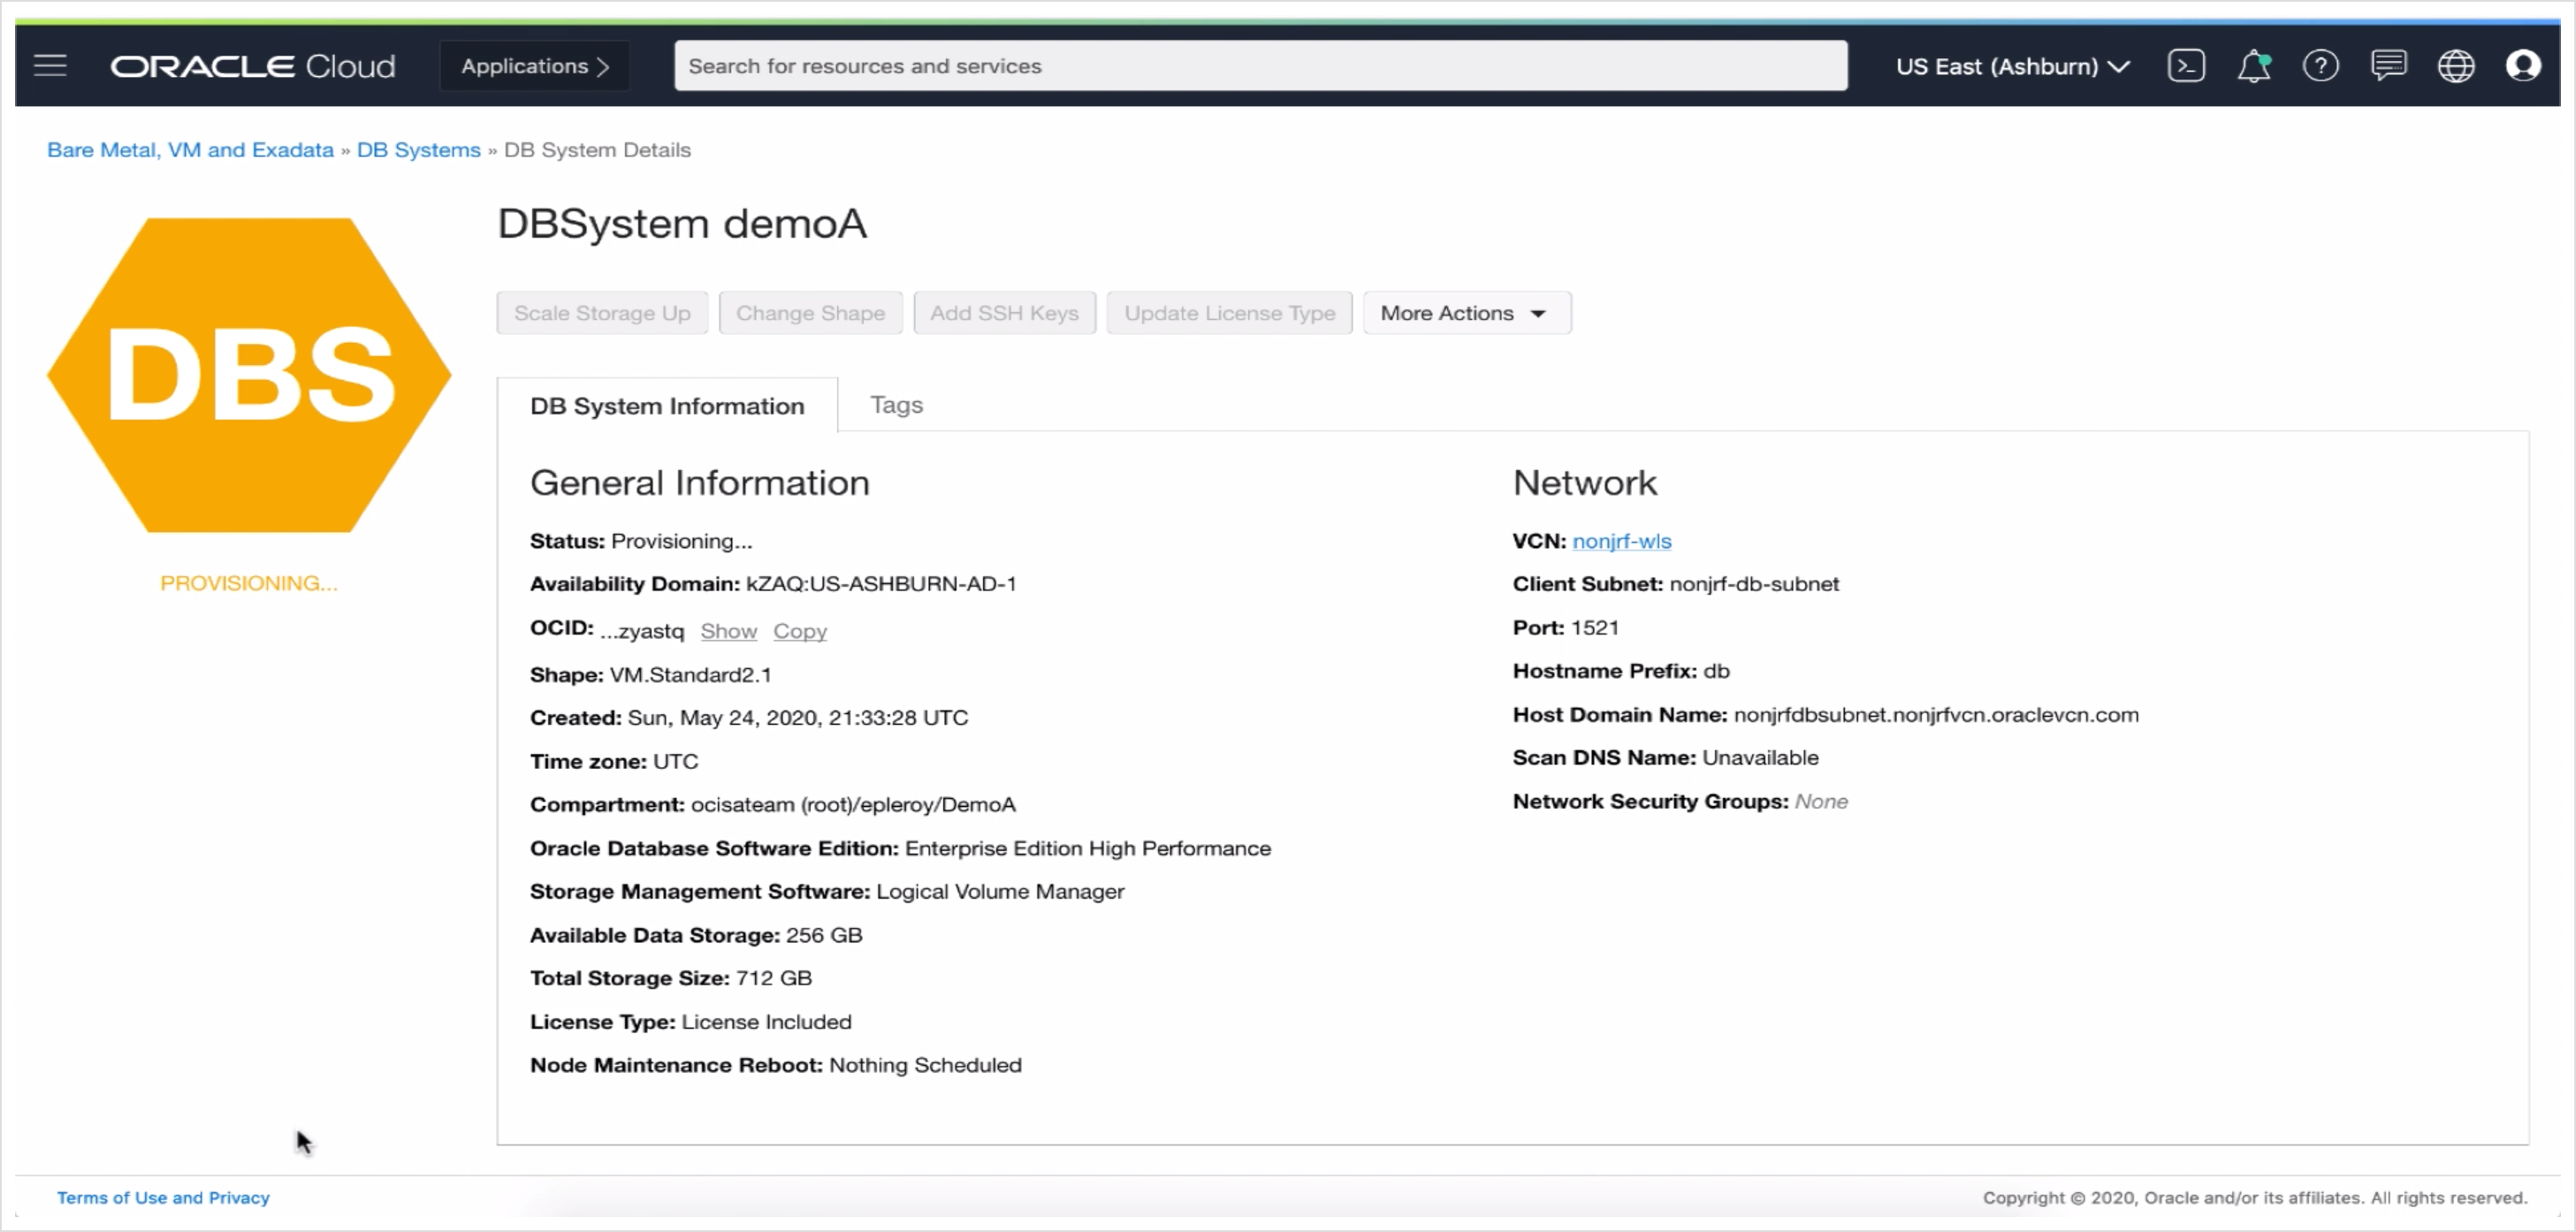 ORACLE Cloud
Applications >
Search for resources and services
US East (Ashburn)
Bare Metal, VM and Exadata » DB Systems » DB System Details
DBS
PROVISIONING...
DBSystem demoA
Scale Storage Up
Change Shape
Add SSH Keys
Update License Type
More Actions
DB System Information
Tags
General Information
Status: Provisioning...
Availability Domain: kZAQ:US-ASHBURN-AD-1
OCID: ...zyastq Show Copy
Shape: VM.Standard2.1
Created: Sun, May 24, 2020, 21:33:28 UTC
Time zone: UTC
Compartment: ocisateam (root)/epleroy/DemoA
Oracle Database Software Edition: Enterprise Edition High Performance
Storage Management Software: Logical Volume Manager
Available Data Storage: 256 GB
Total Storage Size: 712 GB
License Type: License Included
Node Maintenance Reboot: Nothing Scheduled
Network
VCN: nonjrf-wls
Client Subnet: nonjrf-db-subnet
Port: 1521
Hostname Prefix: db
Host Domain Name: nonjrfdbsubnet.nonjrfvcn.oraclevcn.com
Scan DNS Name: Unavailable
Network Security Groups: None
Terms of Use and Privacy
Copyright © 2020, Oracle and/or its affiliates. All rights reserved.